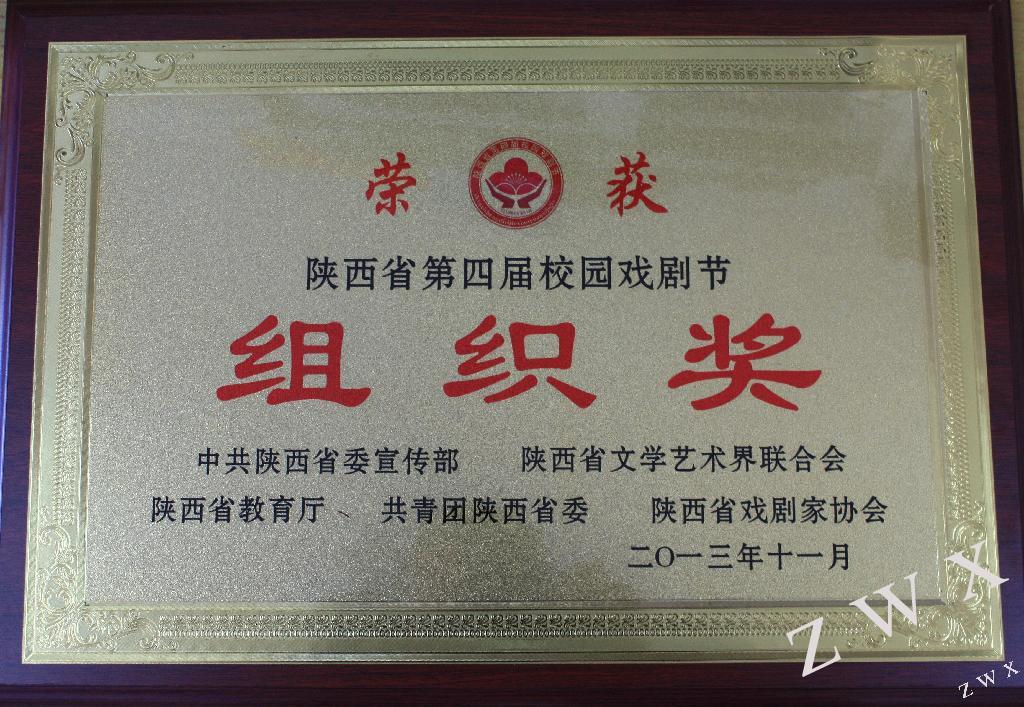 荣 获
陕西省第四届校园戏剧节
组织奖
中共陕西省委宣传部 陕西省文学艺术界联合会
陕西省教育厅 共青团陕西省委 陕西省戏剧家协会
二〇一三年十一月
ZWX
ZWX